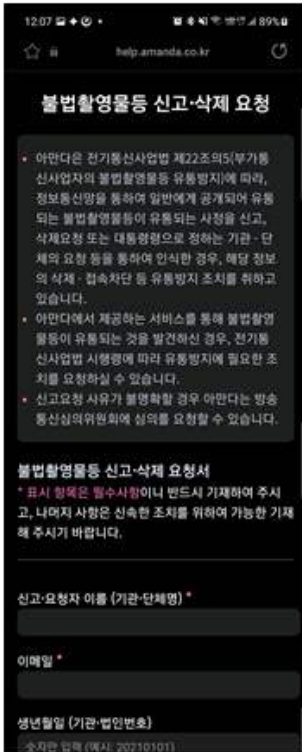 12:07
89%
help.amanda.co.kr
불법촬영물등 신고·삭제 요청
• 아만다은 전기통신사업법 제22조의5(부가통
신사업자의 불법촬영물등 유통방지)에 따라,
정보통신망을 통하여 일반에게 공개되어 유통
되는 불법촬영물등이 유통되는 사정을 신고,
삭제요청 또는 대통령령으로 정하는 기관·단
체의 요청 등을 통하여 인식한 경우, 해당 정보
의 삭제·접속차단 등 유통방지 조치를 취하고
있습니다.
• 아만다에서 제공하는 서비스를 통해 불법촬영
물등이 유통되는 것을 발견하신 경우, 전기통
신사업법 시행령에 따라 유통방지에 필요한 조
치를 요청하실 수 있습니다.
• 신고요청 사유가 불명확할 경우 아만다는 방송
통신심의위원회에 심의를 요청할 수 있습니다.
불법촬영물등 신고·삭제 요청서
* 표시 항목은 필수사항이니 반드시 기재하여 주시
고, 나머지 사항은 신속한 조치를 위하여 가능한 기재
해 주시기 바랍니다.
신고·요청자 이름 (기관·단체명) *
이메일 *
생년월일 (기관·법인번호)
숫자만 입력 (예시: 20210101)